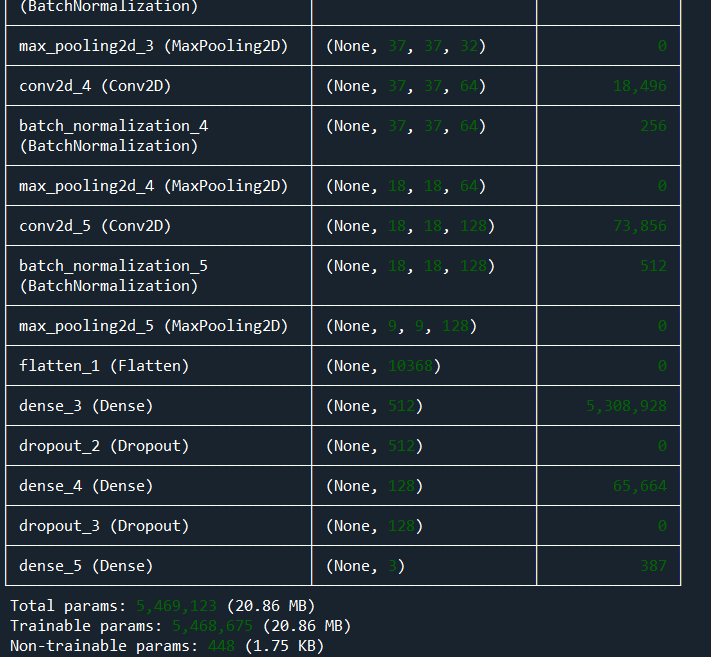 (BatchNormalization)
max_pooling2d_3 (MaxPooling2D) (None, 37, 37, 32) 0
conv2d_4 (Conv2D) (None, 37, 37, 64) 18,496
batch_normalization_4 (None, 37, 37, 64) 256
(BatchNormalization)
max_pooling2d_4 (MaxPooling2D) (None, 18, 18, 64) 0
conv2d_5 (Conv2D) (None, 18, 18, 128) 73,856
batch_normalization_5 (None, 18, 18, 128) 512
(BatchNormalization)
max_pooling2d_5 (MaxPooling2D) (None, 9, 9, 128) 0
flatten_1 (Flatten) (None, 10368) 0
dense_3 (Dense) (None, 512) 5,308,928
dropout_2 (Dropout) (None, 512) 0
dense_4 (Dense) (None, 128) 65,664
dropout_3 (Dropout) (None, 128) 0
dense_5 (Dense) (None, 3) 387
Total params: 5,469,123 (20.86 MB)
Trainable params: 5,468,675 (20.86 MB)
Non-trainable params: 448 (1.75 KB)